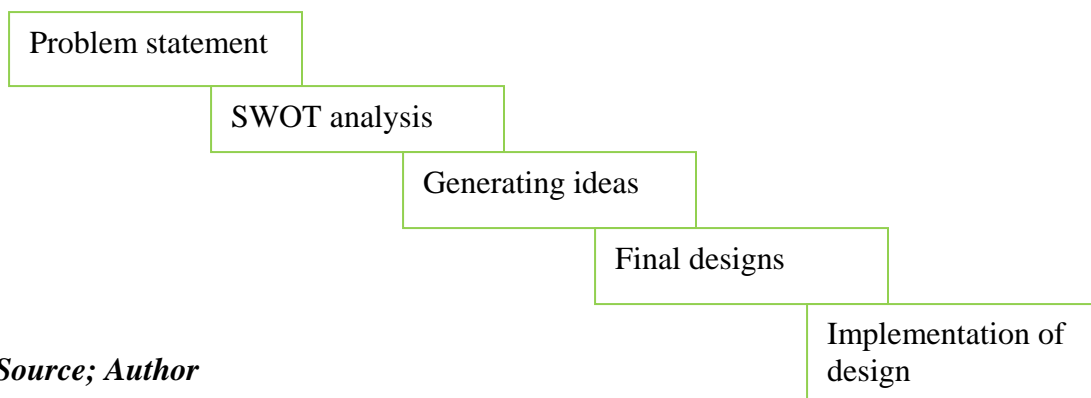 Problem statement
SWOT analysis
Generating ideas
Final designs
Implementation of
design
Source; Author